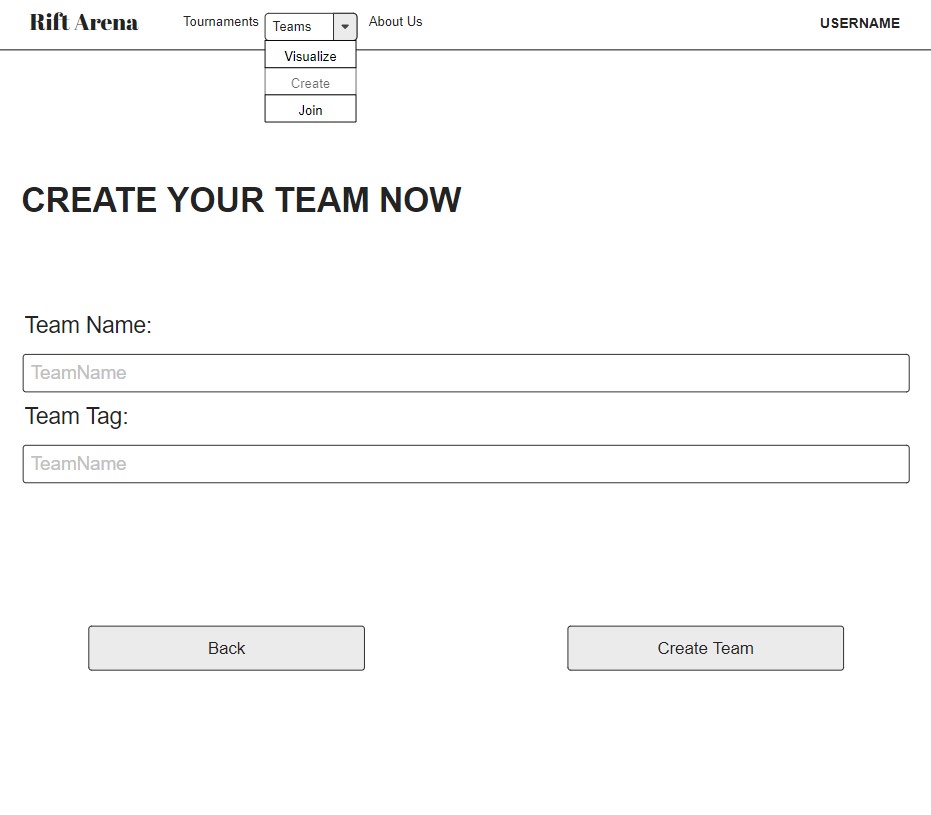 Rift Arena Tournaments Teams About Us USERNAME
Visualize
Create
Join
CREATE YOUR TEAM NOW
Team Name:
TeamName
Team Tag:
TeamName
Back Create Team